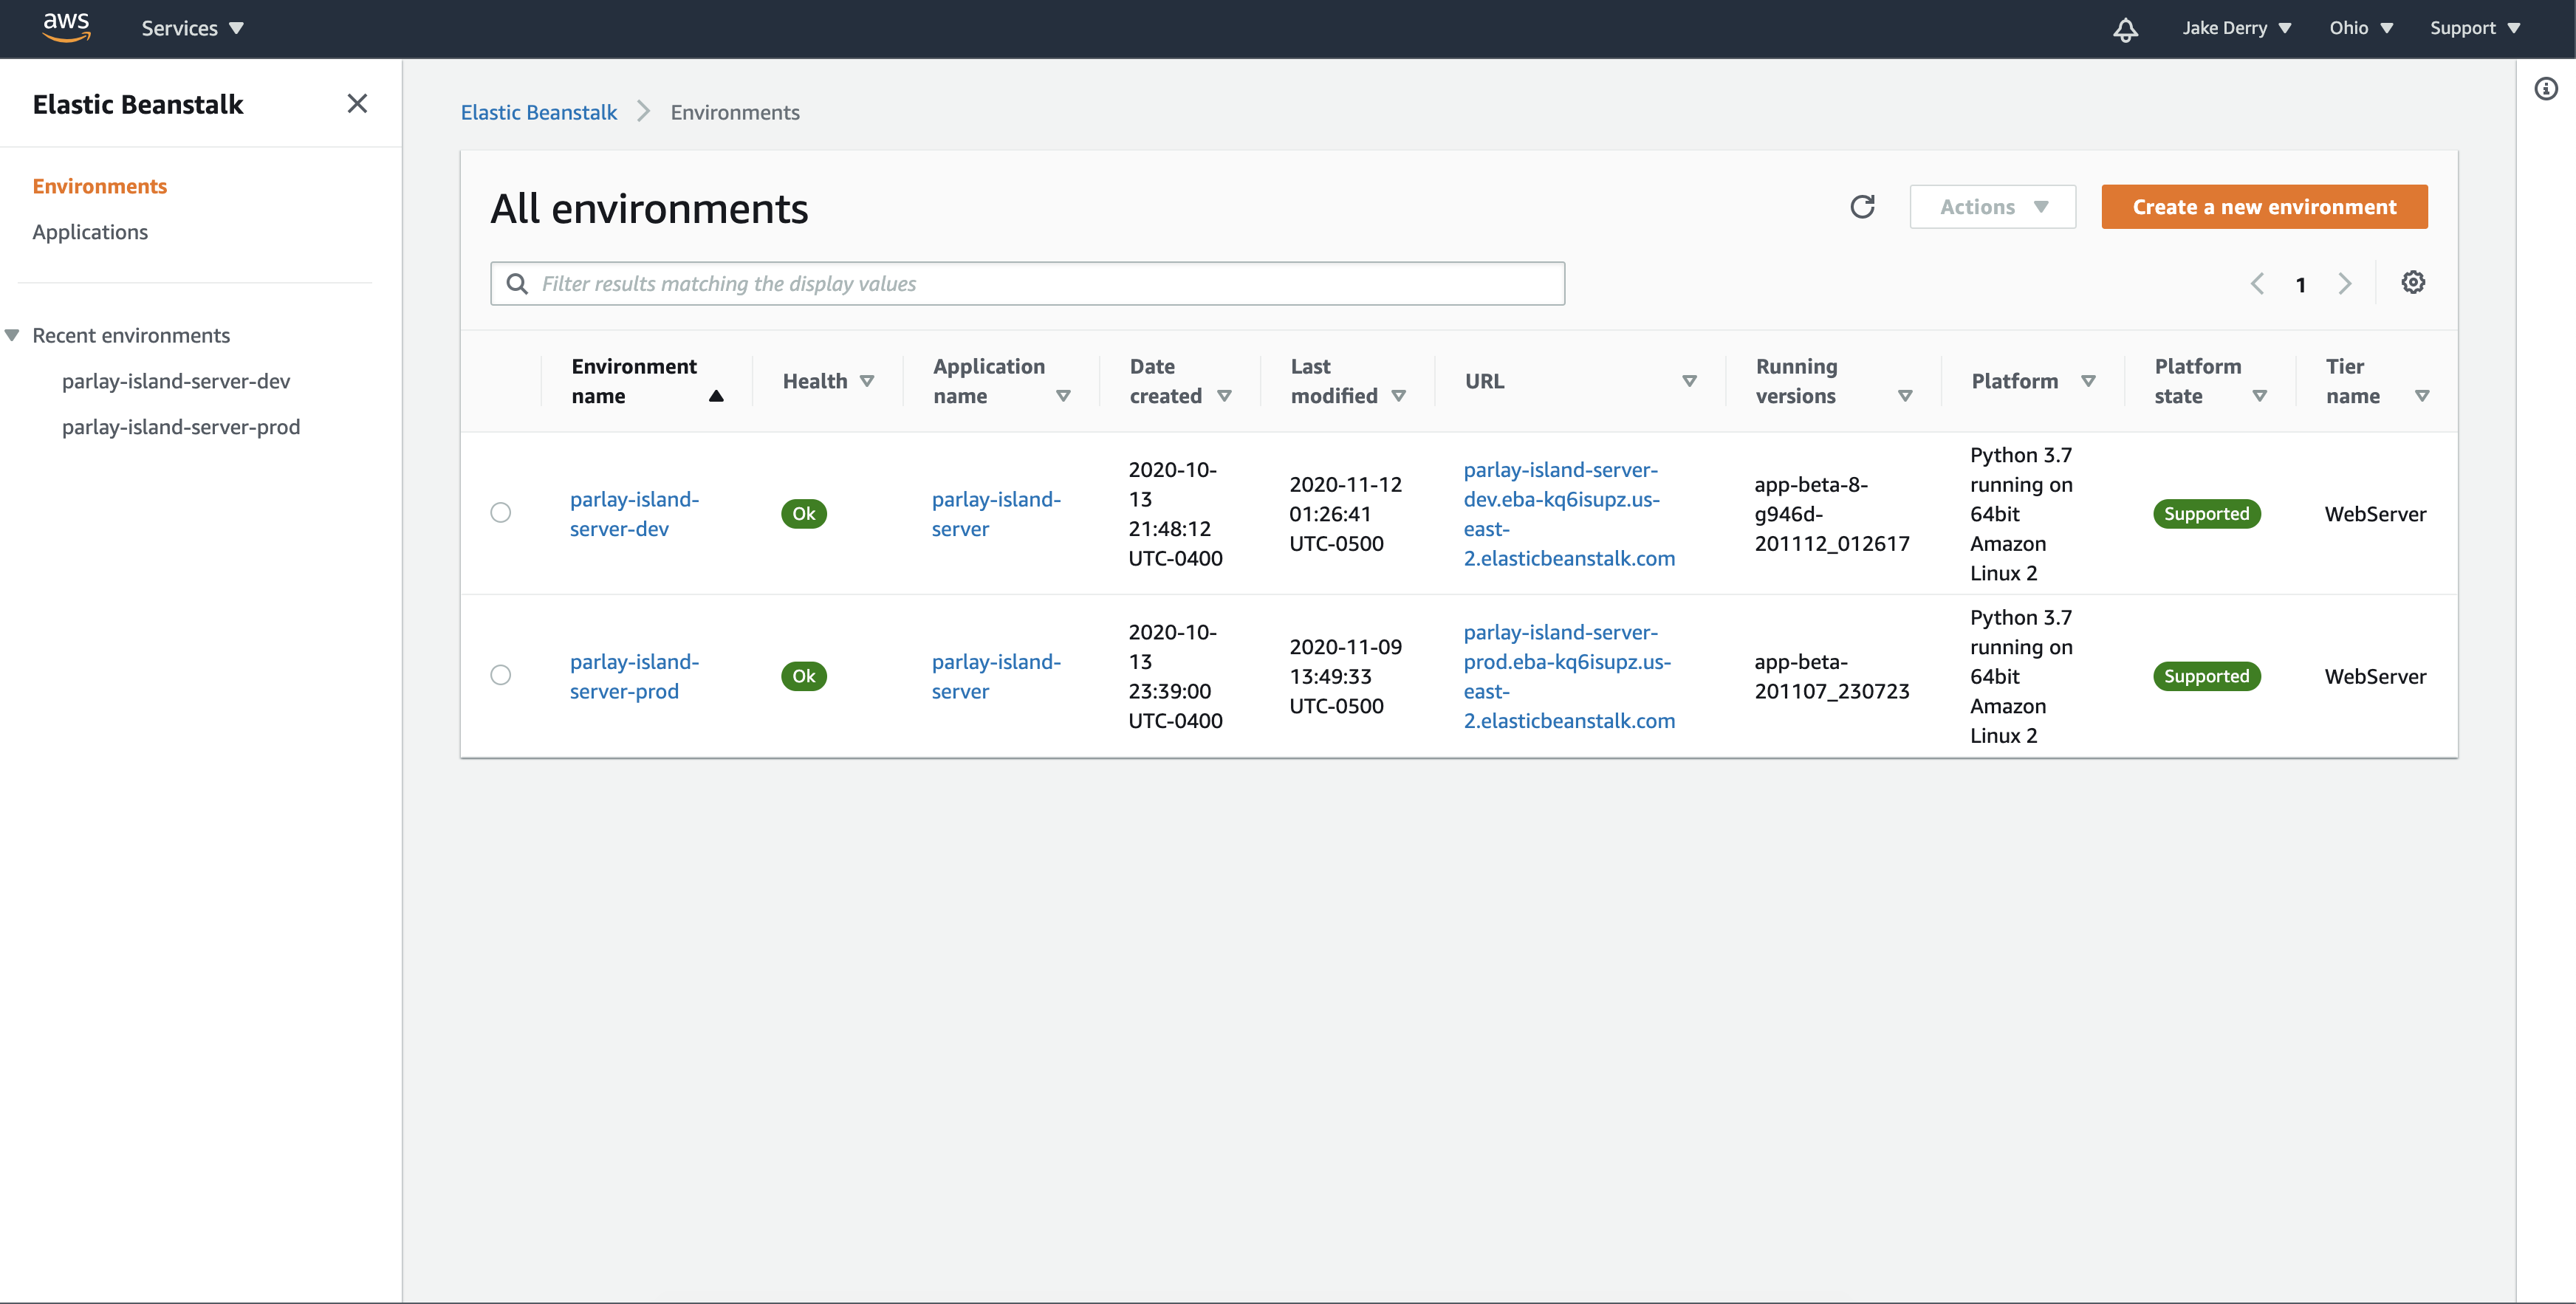 aws
Services
Jake Derry
Ohio
Support
Elastic Beanstalk
Environments
Applications
Recent environments
parlay-island-server-dev
parlay-island-server-prod
Elastic Beanstalk
Environments
All environments
Actions
Create a new environment
Filter results matching the display values
1
Environment
name
Health
Application
name
Date
created
Last
modified
URL
Running
versions
Platform
Platform
state
Tier
name
parlay-island-
server-dev
Ok
parlay-island-
server
2020-10-
13
21:48:12
UTC-0400
2020-11-12
01:26:41
UTC-0500
parlay-island-server-
dev.eba-kq6isupz.us-
east-
2.elasticbeanstalk.com
app-beta-8-
g946d-
201112_012617
Python 3.7
running on
64bit
Amazon
Linux 2
Supported
WebServer
parlay-island-
server-prod
Ok
parlay-island-
server
2020-10-
13
23:39:00
UTC-0400
2020-11-09
13:49:33
UTC-0500
parlay-island-server-
prod.eba-kq6isupz.us-
east-
2.elasticbeanstalk.com
app-beta-
201107_230723
Python 3.7
running on
64bit
Amazon
Linux 2
Supported
WebServer